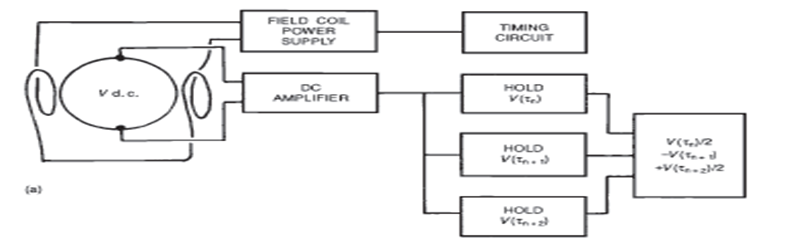 FIELD COIL
POWER
SUPPLY
TIMING
CIRCUIT
V d.c.
DC
AMPLIFIER
HOLD
V(τₙ)
HOLD
V(τₙ₊₁)
HOLD
V(τₙ₊₂)
V(τₙ)/2
−V(τₙ₊₁)
+V(τₙ₊₂)/2
(a)